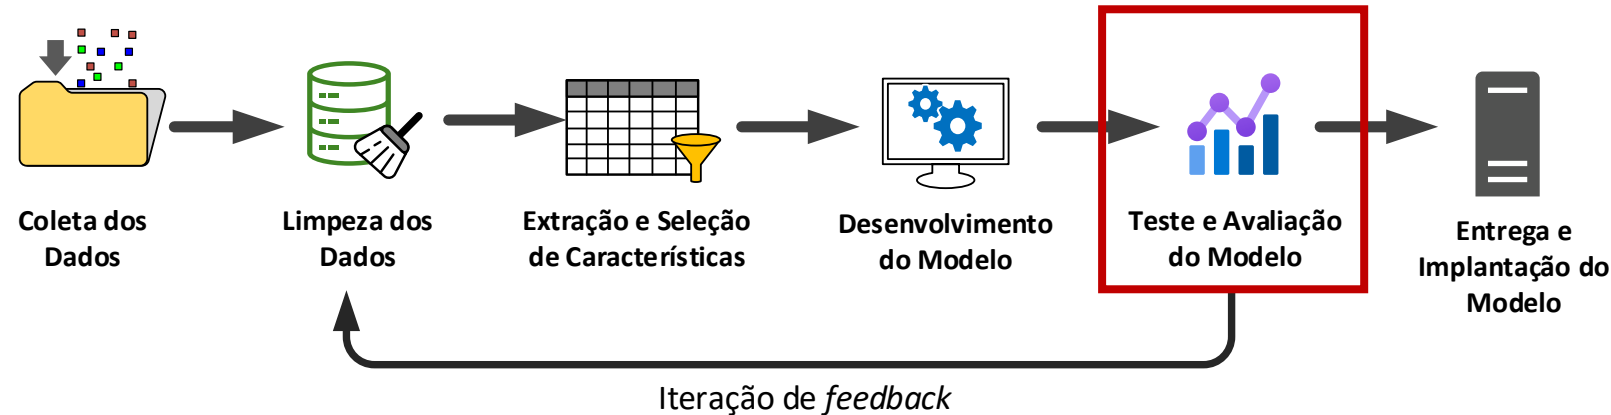 Coleta dos
Dados
Limpeza dos
Dados
Extração e Seleção
de Características
Desenvolvimento
do Modelo
Teste e Avaliação
do Modelo
Entrega e
Implantação do
Modelo
Iteração de feedback